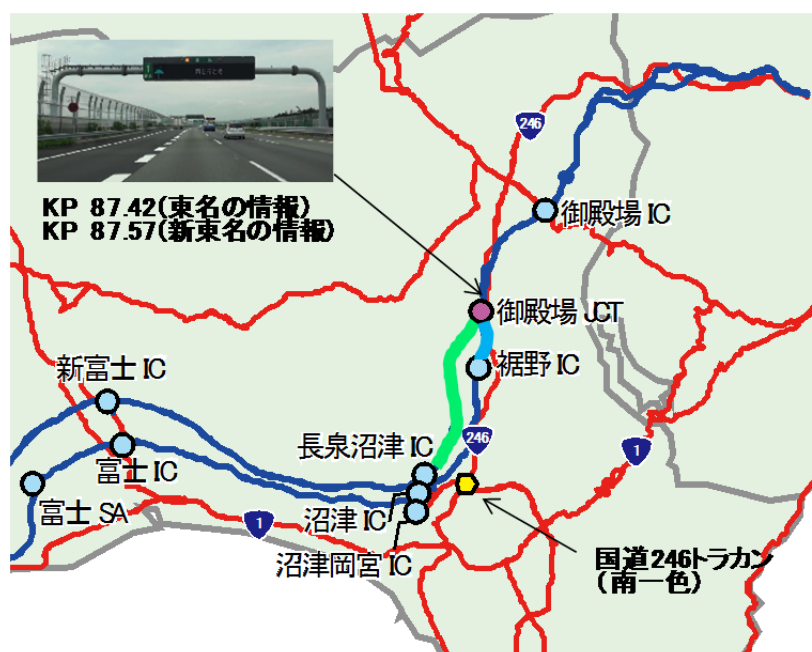 KP 87.42(東名の情報)
KP 87.57(新東名の情報)
246
御殿場 IC
御殿場 JCT
裾野 IC
新富士 IC
長泉沼津 IC
246
富士 IC
1
富士 SA
沼津 IC
1
沼津岡宮 IC
国道246トラカン
(南一色)